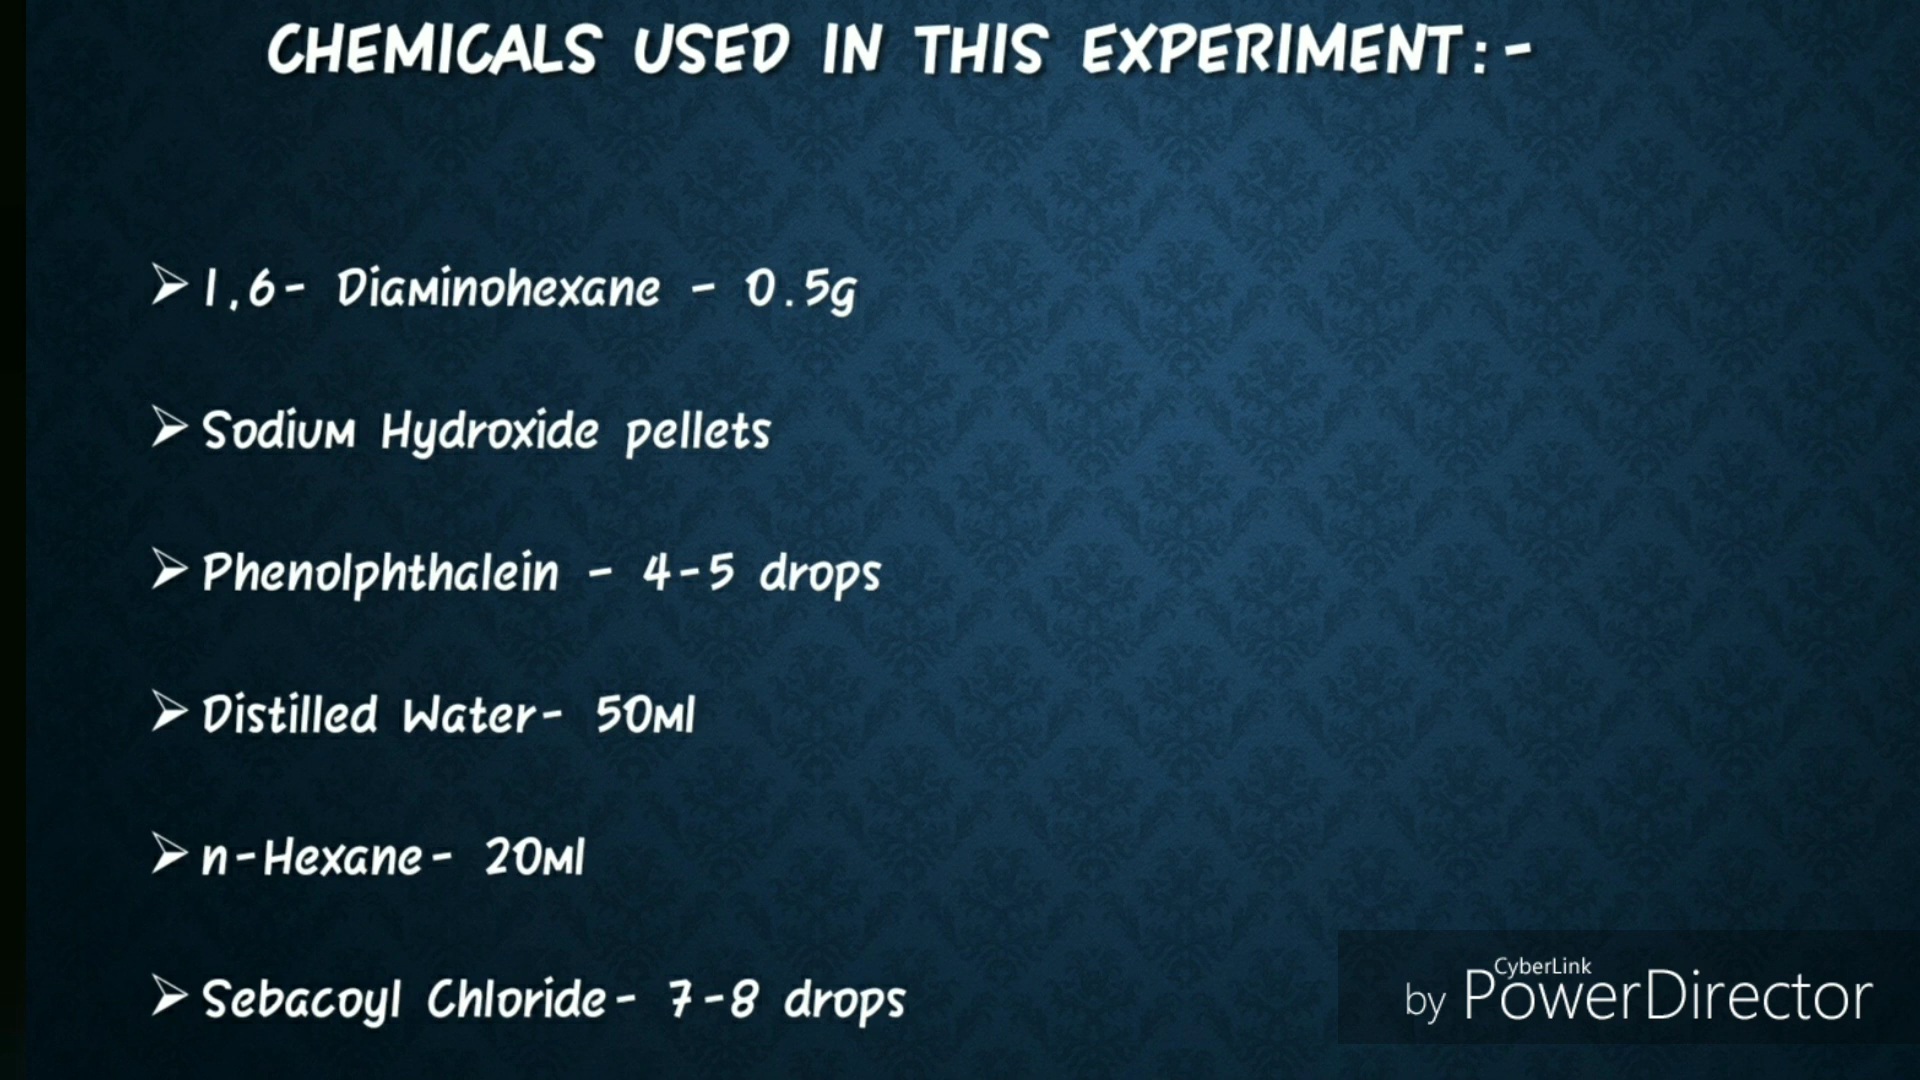 CHEMICALS USED IN THIS EXPERIMENT:-
1,6- Diaminohexane - 0.5g
Sodium Hydroxide pellets
Phenolphthalein - 4-5 drops
Distilled Water- 50ml
n-Hexane- 20ml
Sebacoyl Chloride- 7-8 drops
by CyberLink PowerDirector